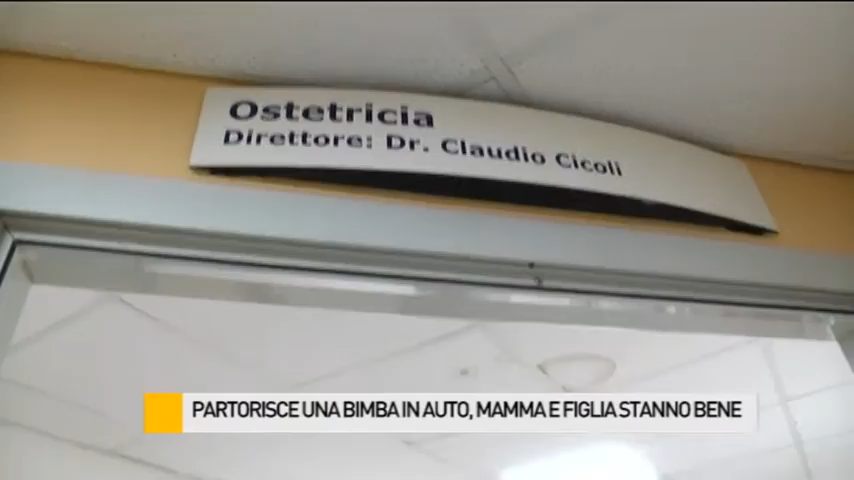 Ostetricia
Direttore: Dr. Claudio Cicoli
PARTORISCE UNA BIMBA IN AUTO, MAMMA E FIGLIA STANNO BENE